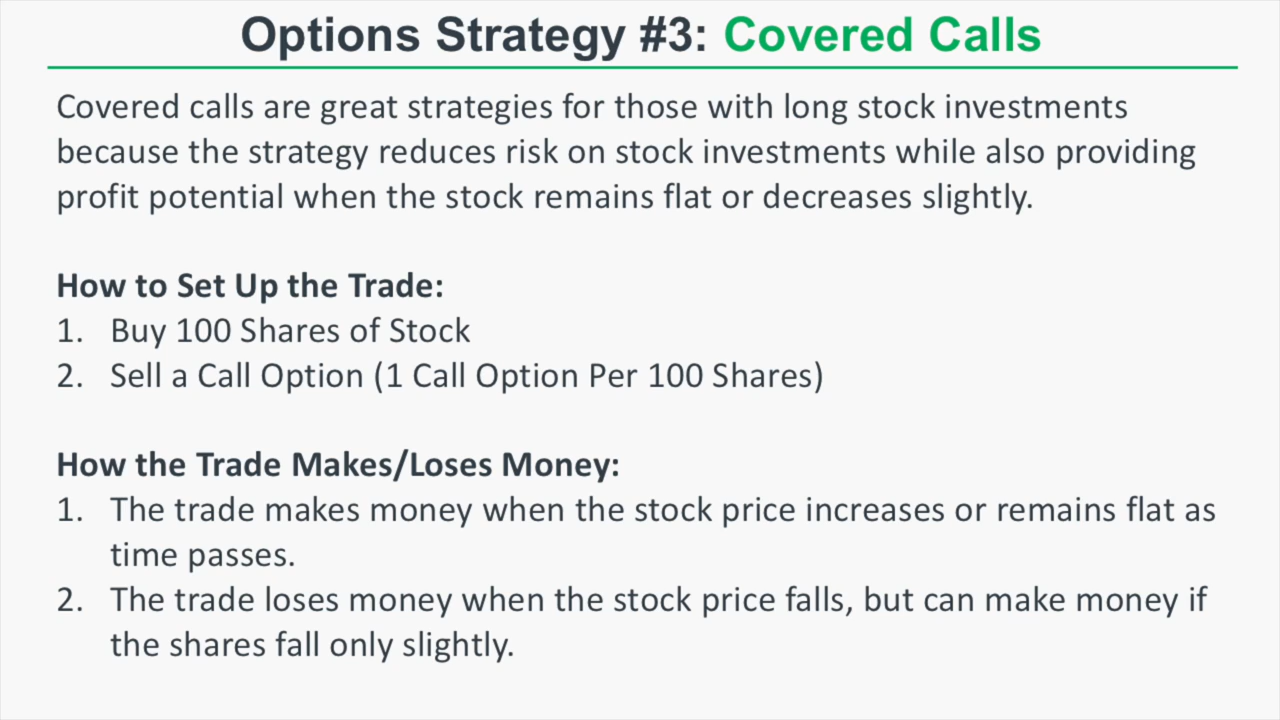 Options Strategy #3: Covered Calls
Covered calls are great strategies for those with long stock investments
because the strategy reduces risk on stock investments while also providing
profit potential when the stock remains flat or decreases slightly.
How to Set Up the Trade:
1. Buy 100 Shares of Stock
2. Sell a Call Option (1 Call Option Per 100 Shares)
How the Trade Makes/Loses Money:
1. The trade makes money when the stock price increases or remains flat as
time passes.
2. The trade loses money when the stock price falls, but can make money if
the shares fall only slightly.